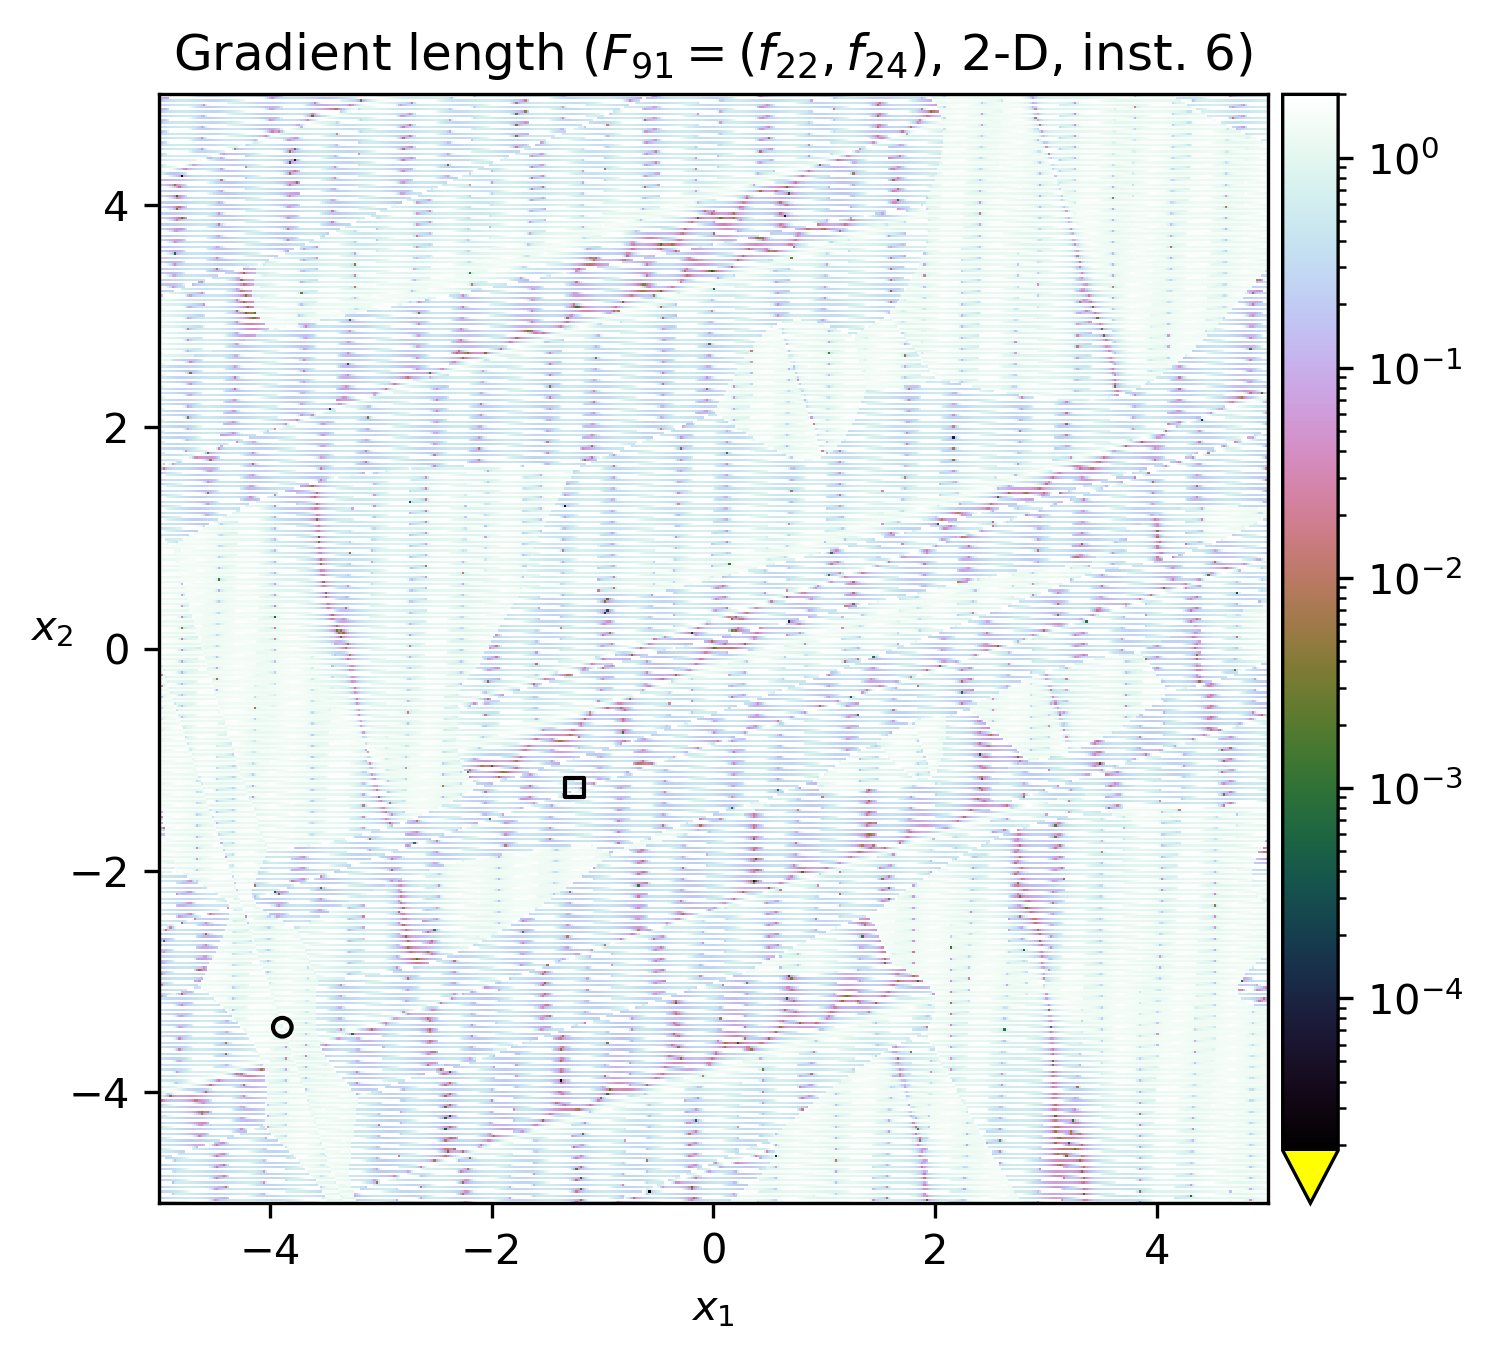 Gradient length (F₉₁ = (f₂₂, f₂₄), 2-D, inst. 6)
4
2
0
−2
−4
x₂
−4 −2 0 2 4
x₁
10⁰
10⁻¹
10⁻²
10⁻³
10⁻⁴